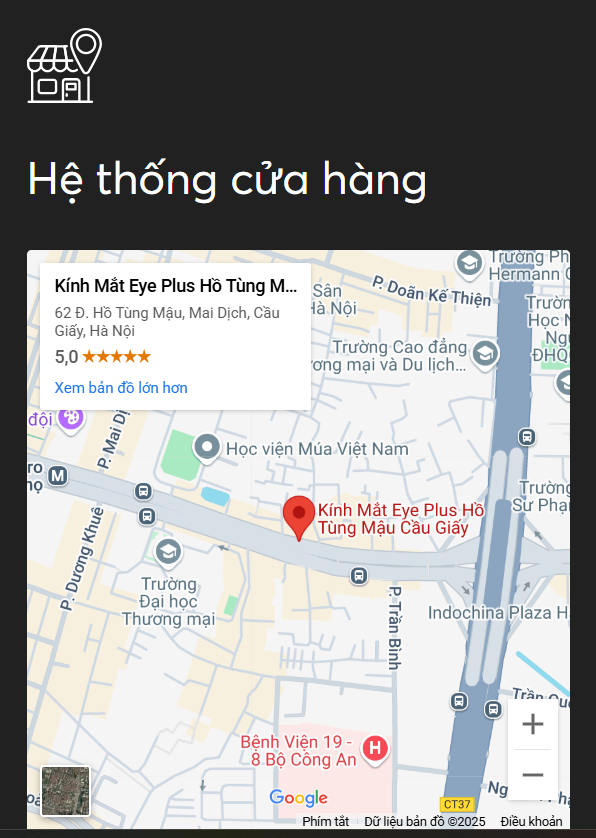 Hệ thống cửa hàng
Kính Mắt Eye Plus Hồ Tùng M...
62 Đ. Hồ Tùng Mậu, Mai Dịch, Cầu
Giấy, Hà Nội
5,0
Xem bản đồ lớn hơn
Sân
Hà Nội
P. Doãn Kế Thiện
Trường Ph
Hermann G
Trườn
Học N
Ng
ĐHQG
Trường Cao đẳng
ơng mại và Du lịch...
đội
P. Mai Dị
Học viện Múa Việt Nam
M
Kính Mắt Eye Plus Hồ
Tùng Mậu Cầu Giấy
Trường
Sư Phạ
P. Dương Khuê
Trường
Đại học
Thương mại
P. Trần Bình
Indochina Plaza H
Trần Qu
Bệnh Viện 19 -
8 Bộ Công An
H
Google
CT37
Phím tắt
Dữ liệu bản đồ ©2025
Điều khoản